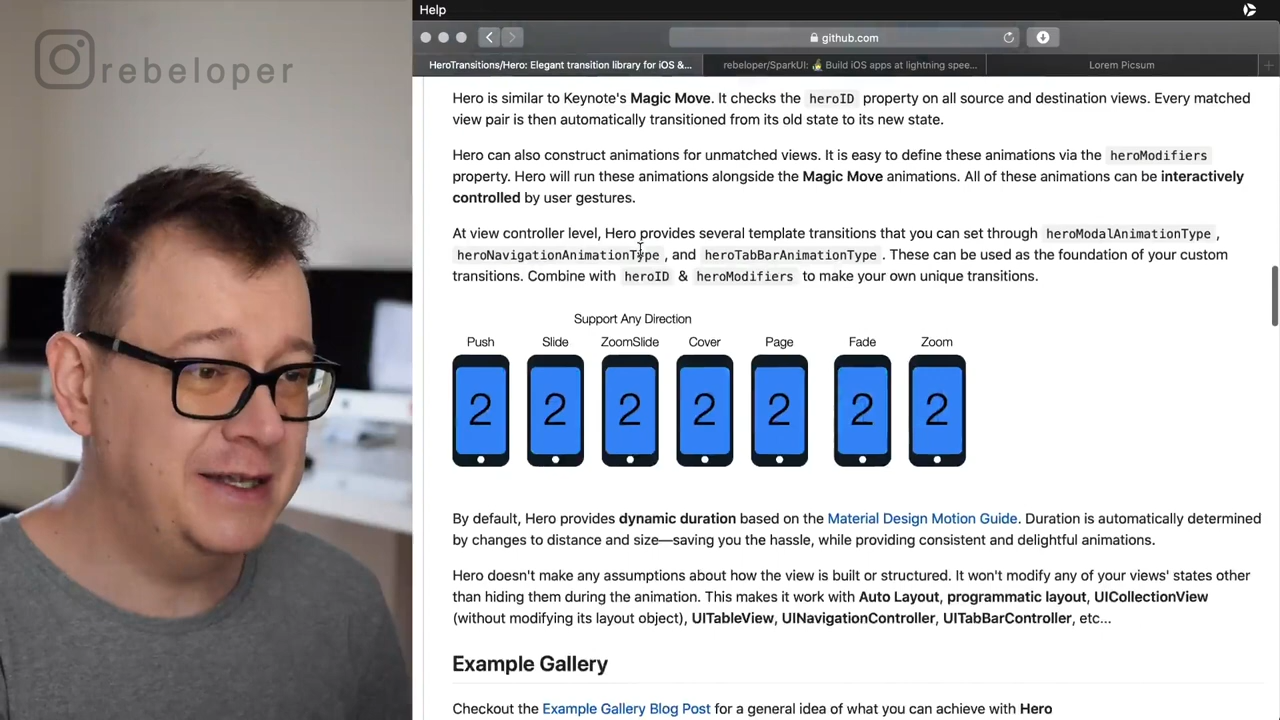 Help
rebeloper
github.com
HeroTransitions/Hero: Elegant transition library for iOS &...
rebeloper/SparkUI: Build iOS apps at lightning spee...
Lorem Picsum
Hero is similar to Keynote's Magic Move. It checks the heroID property on all source and destination views. Every matched
view pair is then automatically transitioned from its old state to its new state.
Hero can also construct animations for unmatched views. It is easy to define these animations via the heroModifiers
property. Hero will run these animations alongside the Magic Move animations. All of these animations can be interactively
controlled by user gestures.
At view controller level, Hero provides several template transitions that you can set through heroModalAnimationType ,
heroNavigationAnimationType , and heroTabBarAnimationType . These can be used as the foundation of your custom
transitions. Combine with heroID & heroModifiers to make your own unique transitions.
Support Any Direction
Push Slide ZoomSlide Cover Page Fade Zoom
2 2 2 2 2 2 2
By default, Hero provides dynamic duration based on the Material Design Motion Guide. Duration is automatically determined
by changes to distance and size—saving you the hassle, while providing consistent and delightful animations.
Hero doesn't make any assumptions about how the view is built or structured. It won't modify any of your views' states other
than hiding them during the animation. This makes it work with Auto Layout, programmatic layout, UICollectionView
(without modifying its layout object), UITableView, UINavigationController, UITabBarController, etc...
Example Gallery
Checkout the Example Gallery Blog Post for a general idea of what you can achieve with Hero